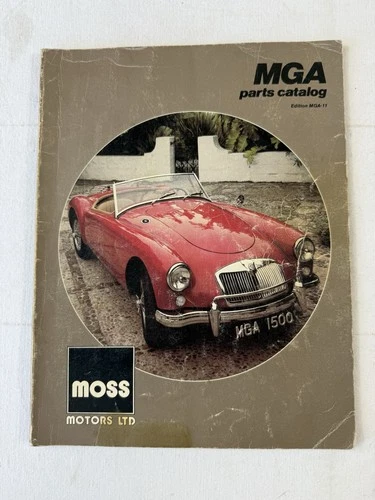 MGA
parts catalog
Edition MGA-11
MGA 1500
MOSS
MOTORS LTD